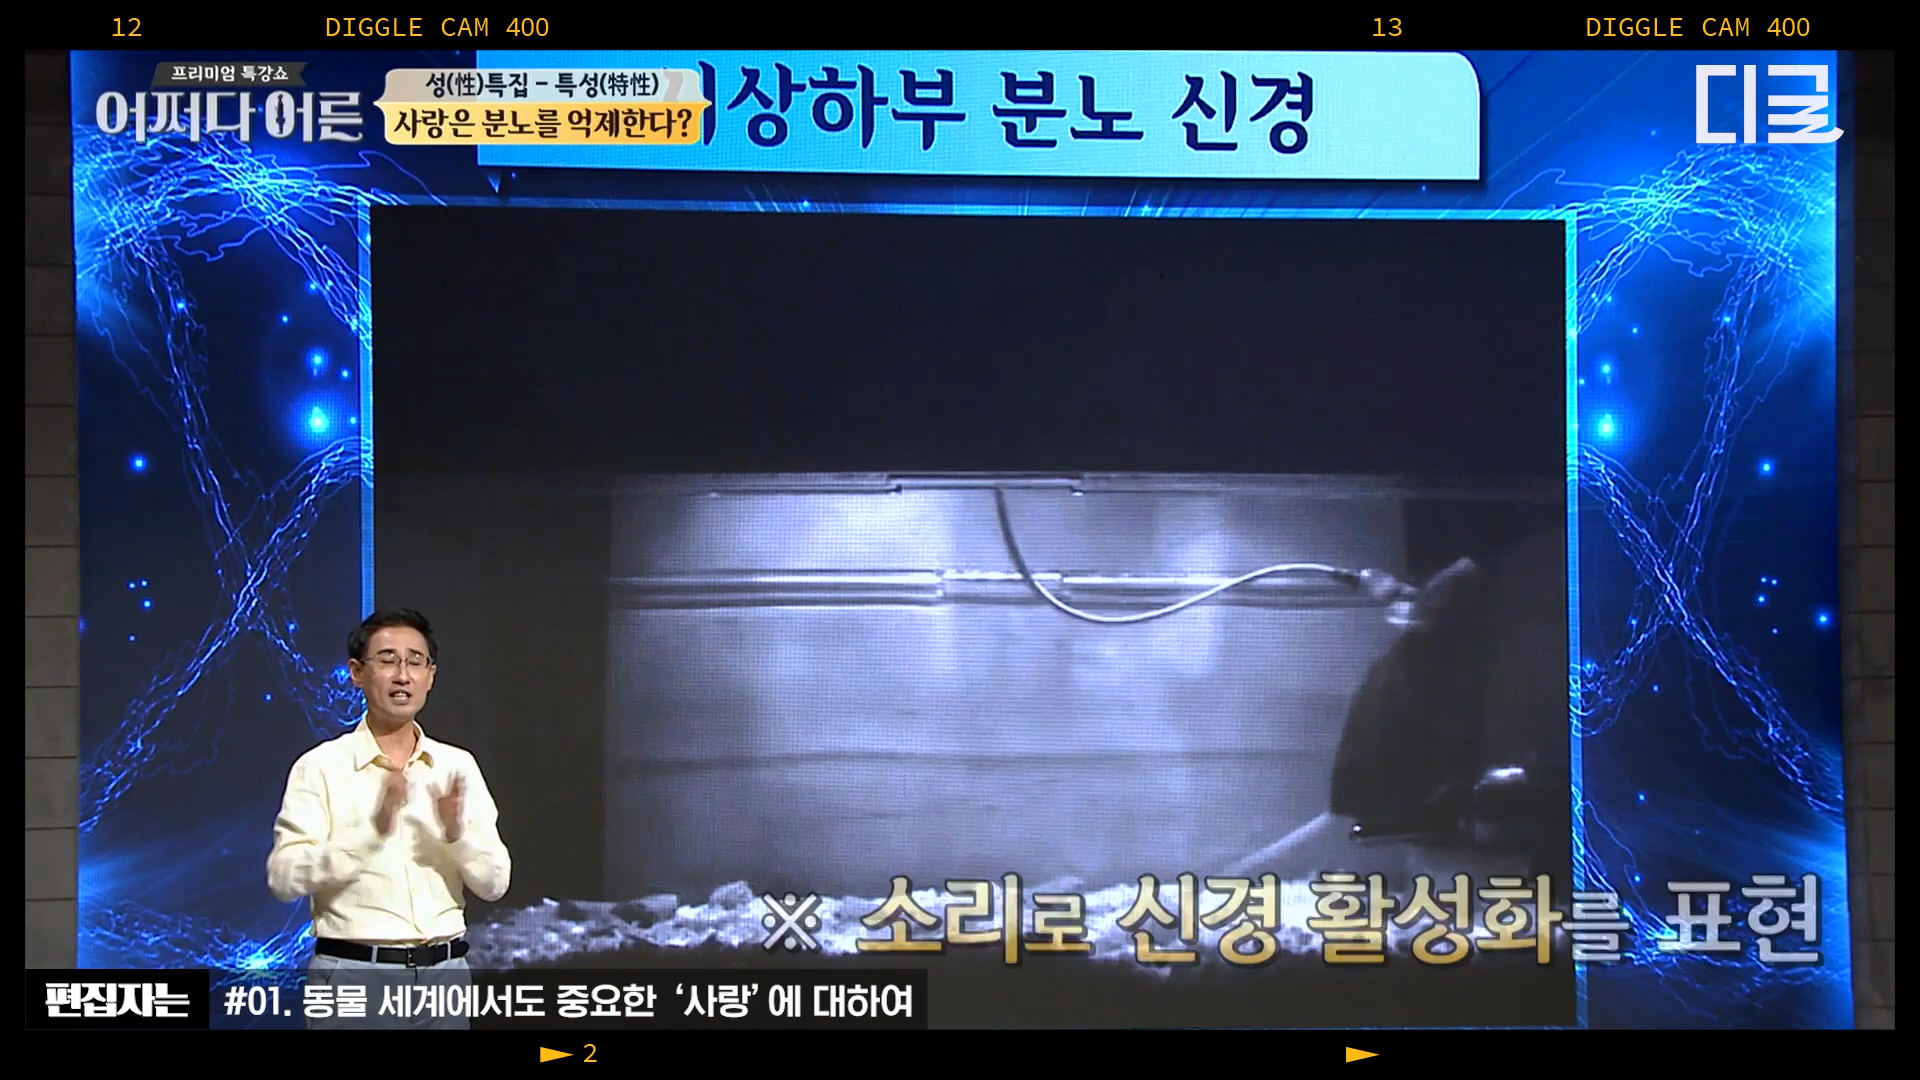 12 DIGGLE CAM 400 13 DIGGLE CAM 400
프리미엄 특강쇼
어쩌다 어른
성(性)특집 - 특성(特性)
사랑은 분노를 억제한다?
시상하부 분노 신경
디글
※ 소리로 신경 활성화를 표현
편집자는
#01. 동물 세계에서도 중요한 ‘사랑’에 대하여
2